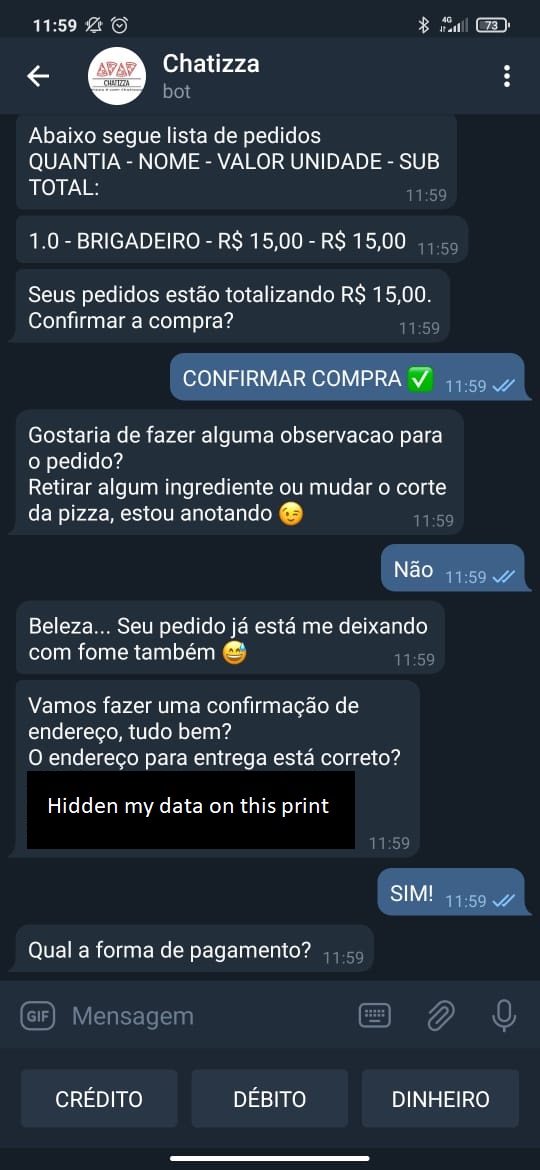 11:59
4G
73
CHATIZZA
Chatizza
bot
Abaixo segue lista de pedidos
QUANTIA - NOME - VALOR UNIDADE - SUB
TOTAL:
11:59
1.0 - BRIGADEIRO - R$ 15,00 - R$ 15,00 11:59
Seus pedidos estão totalizando R$ 15,00.
Confirmar a compra?
11:59
CONFIRMAR COMPRA ✅ 11:59
Gostaria de fazer alguma observacao para
o pedido?
Retirar algum ingrediente ou mudar o corte
da pizza, estou anotando 😉
11:59
Não 11:59
Beleza... Seu pedido já está me deixando
com fome também 😅
11:59
Vamos fazer uma confirmação de
endereço, tudo bem?
O endereço para entrega está correto?
Hidden my data on this print
11:59
SIM! 11:59
Qual a forma de pagamento? 11:59
GIF Mensagem
CRÉDITO
DÉBITO
DINHEIRO